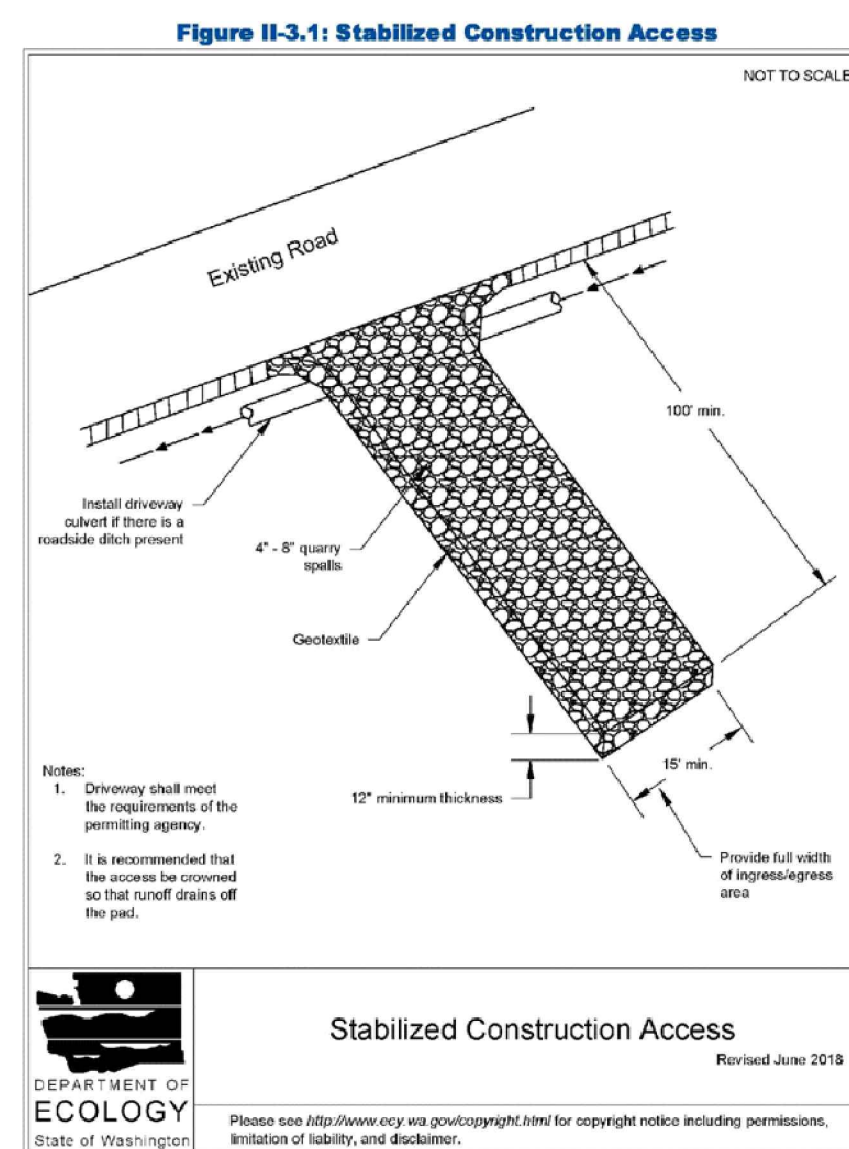 Figure II-3.1: Stabilized Construction Access
NOT TO SCALE
Existing Road
100' min.
Install driveway
culvert if there is a
roadside ditch present
4" - 8" quarry
spalls
Geotextile
15' min.
12" minimum thickness
Provide full width
of ingress/egress
area
Notes:
1. Driveway shall meet
the requirements of the
permitting agency.
2. It is recommended that
the access be crowned
so that runoff drains off
the pad.
DEPARTMENT OF
ECOLOGY
State of Washington
Stabilized Construction Access
Revised June 2018
Please see http://www.ecy.wa.gov/copyright.html for copyright notice including permissions,
limitation of liability, and disclaimer.